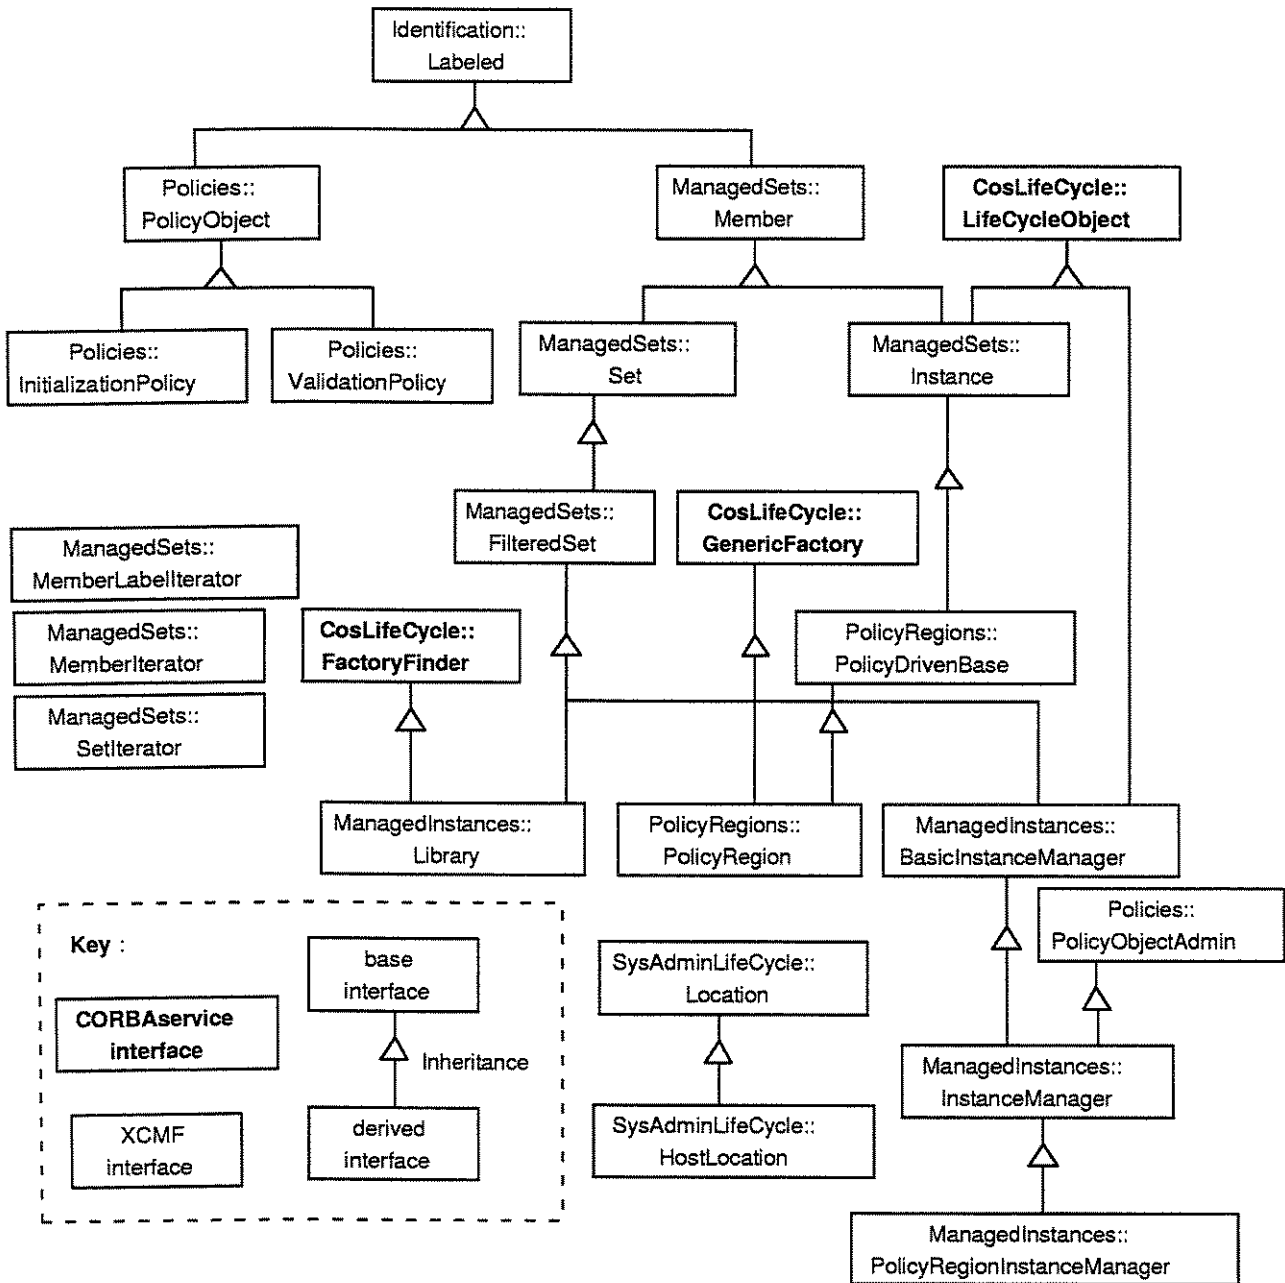 Identification::
Labeled
Policies::
PolicyObject
ManagedSets::
Member
CosLifeCycle::
LifeCycleObject
Policies::
InitializationPolicy
Policies::
ValidationPolicy
ManagedSets::
Set
ManagedSets::
Instance
ManagedSets::
FilteredSet
CosLifeCycle::
GenericFactory
ManagedSets::
MemberLabelIterator
ManagedSets::
MemberIterator
ManagedSets::
SetIterator
CosLifeCycle::
FactoryFinder
PolicyRegions::
PolicyDrivenBase
ManagedInstances::
Library
PolicyRegions::
PolicyRegion
ManagedInstances::
BasicInstanceManager
Policies::
PolicyObjectAdmin
Key :
base
interface
CORBAservice
interface
Inheritance
XCMF
interface
derived
interface
SysAdminLifeCycle::
Location
SysAdminLifeCycle::
HostLocation
ManagedInstances::
InstanceManager
ManagedInstances::
PolicyRegionInstanceManager